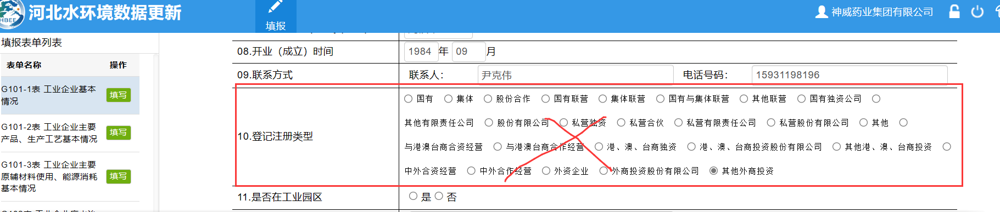 HBEE
河北水环境数据更新
填报
神威药业集团有限公司
填报表单列表
表单名称 操作
G101-1表 工业企业基本
情况
填写
G101-2表 工业企业主要
产品、生产工艺基本情况
填写
G101-3表 工业企业主要
原辅材料使用、能源消耗
基本情况
填写
08.开业（成立）时间 1984 年 09 月
09.联系方式 联系人： 尹克伟 电话号码： 15931198196
10.登记注册类型
国有 集体 股份合作 国有联营 集体联营 国有与集体联营 其他联营 国有独资公司
其他有限责任公司 股份有限公司 私营独资 私营合伙 私营有限责任公司 私营股份有限公司 其他
与港澳台商合资经营 与港澳台商合作经营 港、澳、台商独资 港、澳、台商投资股份有限公司 其他港、澳、台商投资
中外合资经营 中外合作经营 外资企业 外商投资股份有限公司 其他外商投资
11.是否在工业园区 是 否